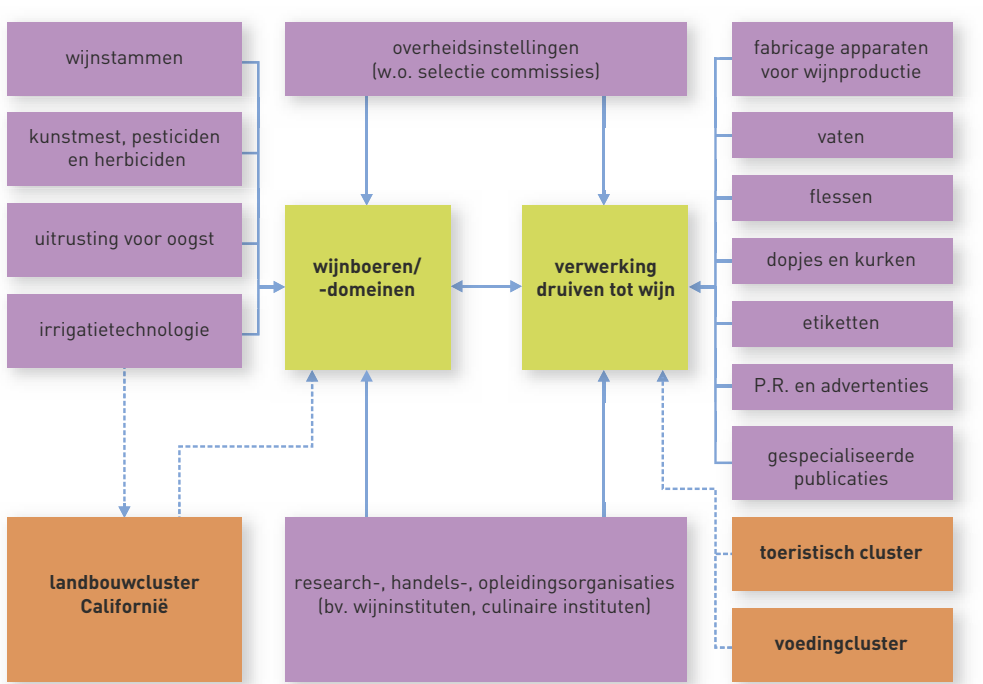 wijnstammen
kunstmest, pesticiden
en herbiciden
uitrusting voor oogst
irrigatietechnologie
overheidsinstellingen
(w.o. selectie commissies)
wijnboeren/
-domeinen
verwerking
druiven tot wijn
fabricage apparaten
voor wijnproductie
vaten
flessen
dopjes en kurken
etiketten
P.R. en advertenties
gespecialiseerde
publicaties
landbouwcluster
Californië
research-, handels-, opleidingsorganisaties
(bv. wijninstituten, culinaire instituten)
toeristisch cluster
voedingcluster